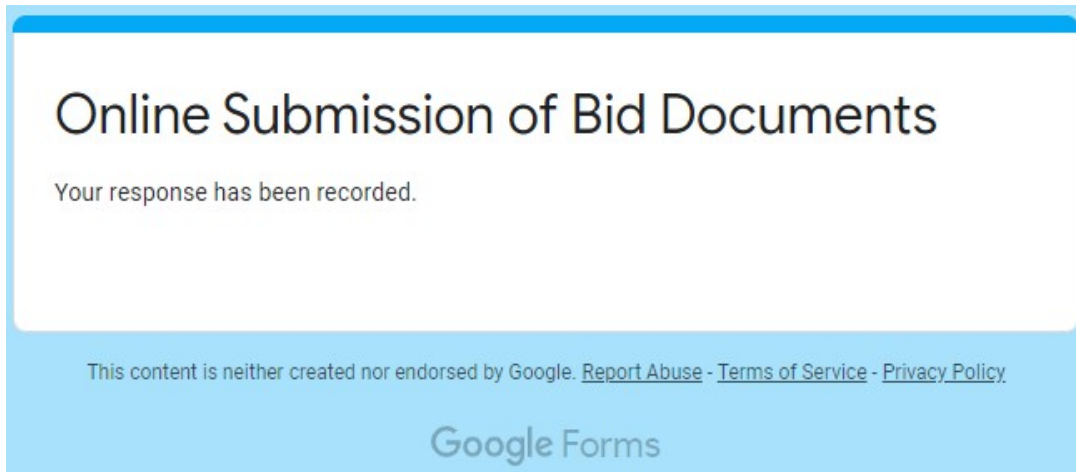 Online Submission of Bid Documents
Your response has been recorded.
This content is neither created nor endorsed by Google. Report Abuse - Terms of Service - Privacy Policy
Google Forms